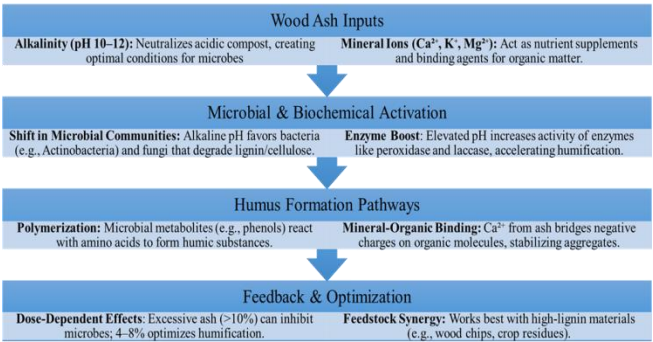 Wood Ash Inputs
Alkalinity (pH 10–12): Neutralizes acidic compost, creating
optimal conditions for microbes
Mineral Ions (Ca²⁺, K⁺, Mg²⁺): Act as nutrient supplements
and binding agents for organic matter.
Microbial & Biochemical Activation
Shift in Microbial Communities: Alkaline pH favors bacteria
(e.g., Actinobacteria) and fungi that degrade lignin/cellulose.
Enzyme Boost: Elevated pH increases activity of enzymes
like peroxidase and laccase, accelerating humification.
Humus Formation Pathways
Polymerization: Microbial metabolites (e.g., phenols) react
with amino acids to form humic substances.
Mineral-Organic Binding: Ca²⁺ from ash bridges negative
charges on organic molecules, stabilizing aggregates.
Feedback & Optimization
Dose-Dependent Effects: Excessive ash (>10%) can inhibit
microbes; 4–8% optimizes humification.
Feedstock Synergy: Works best with high-lignin materials
(e.g., wood chips, crop residues).